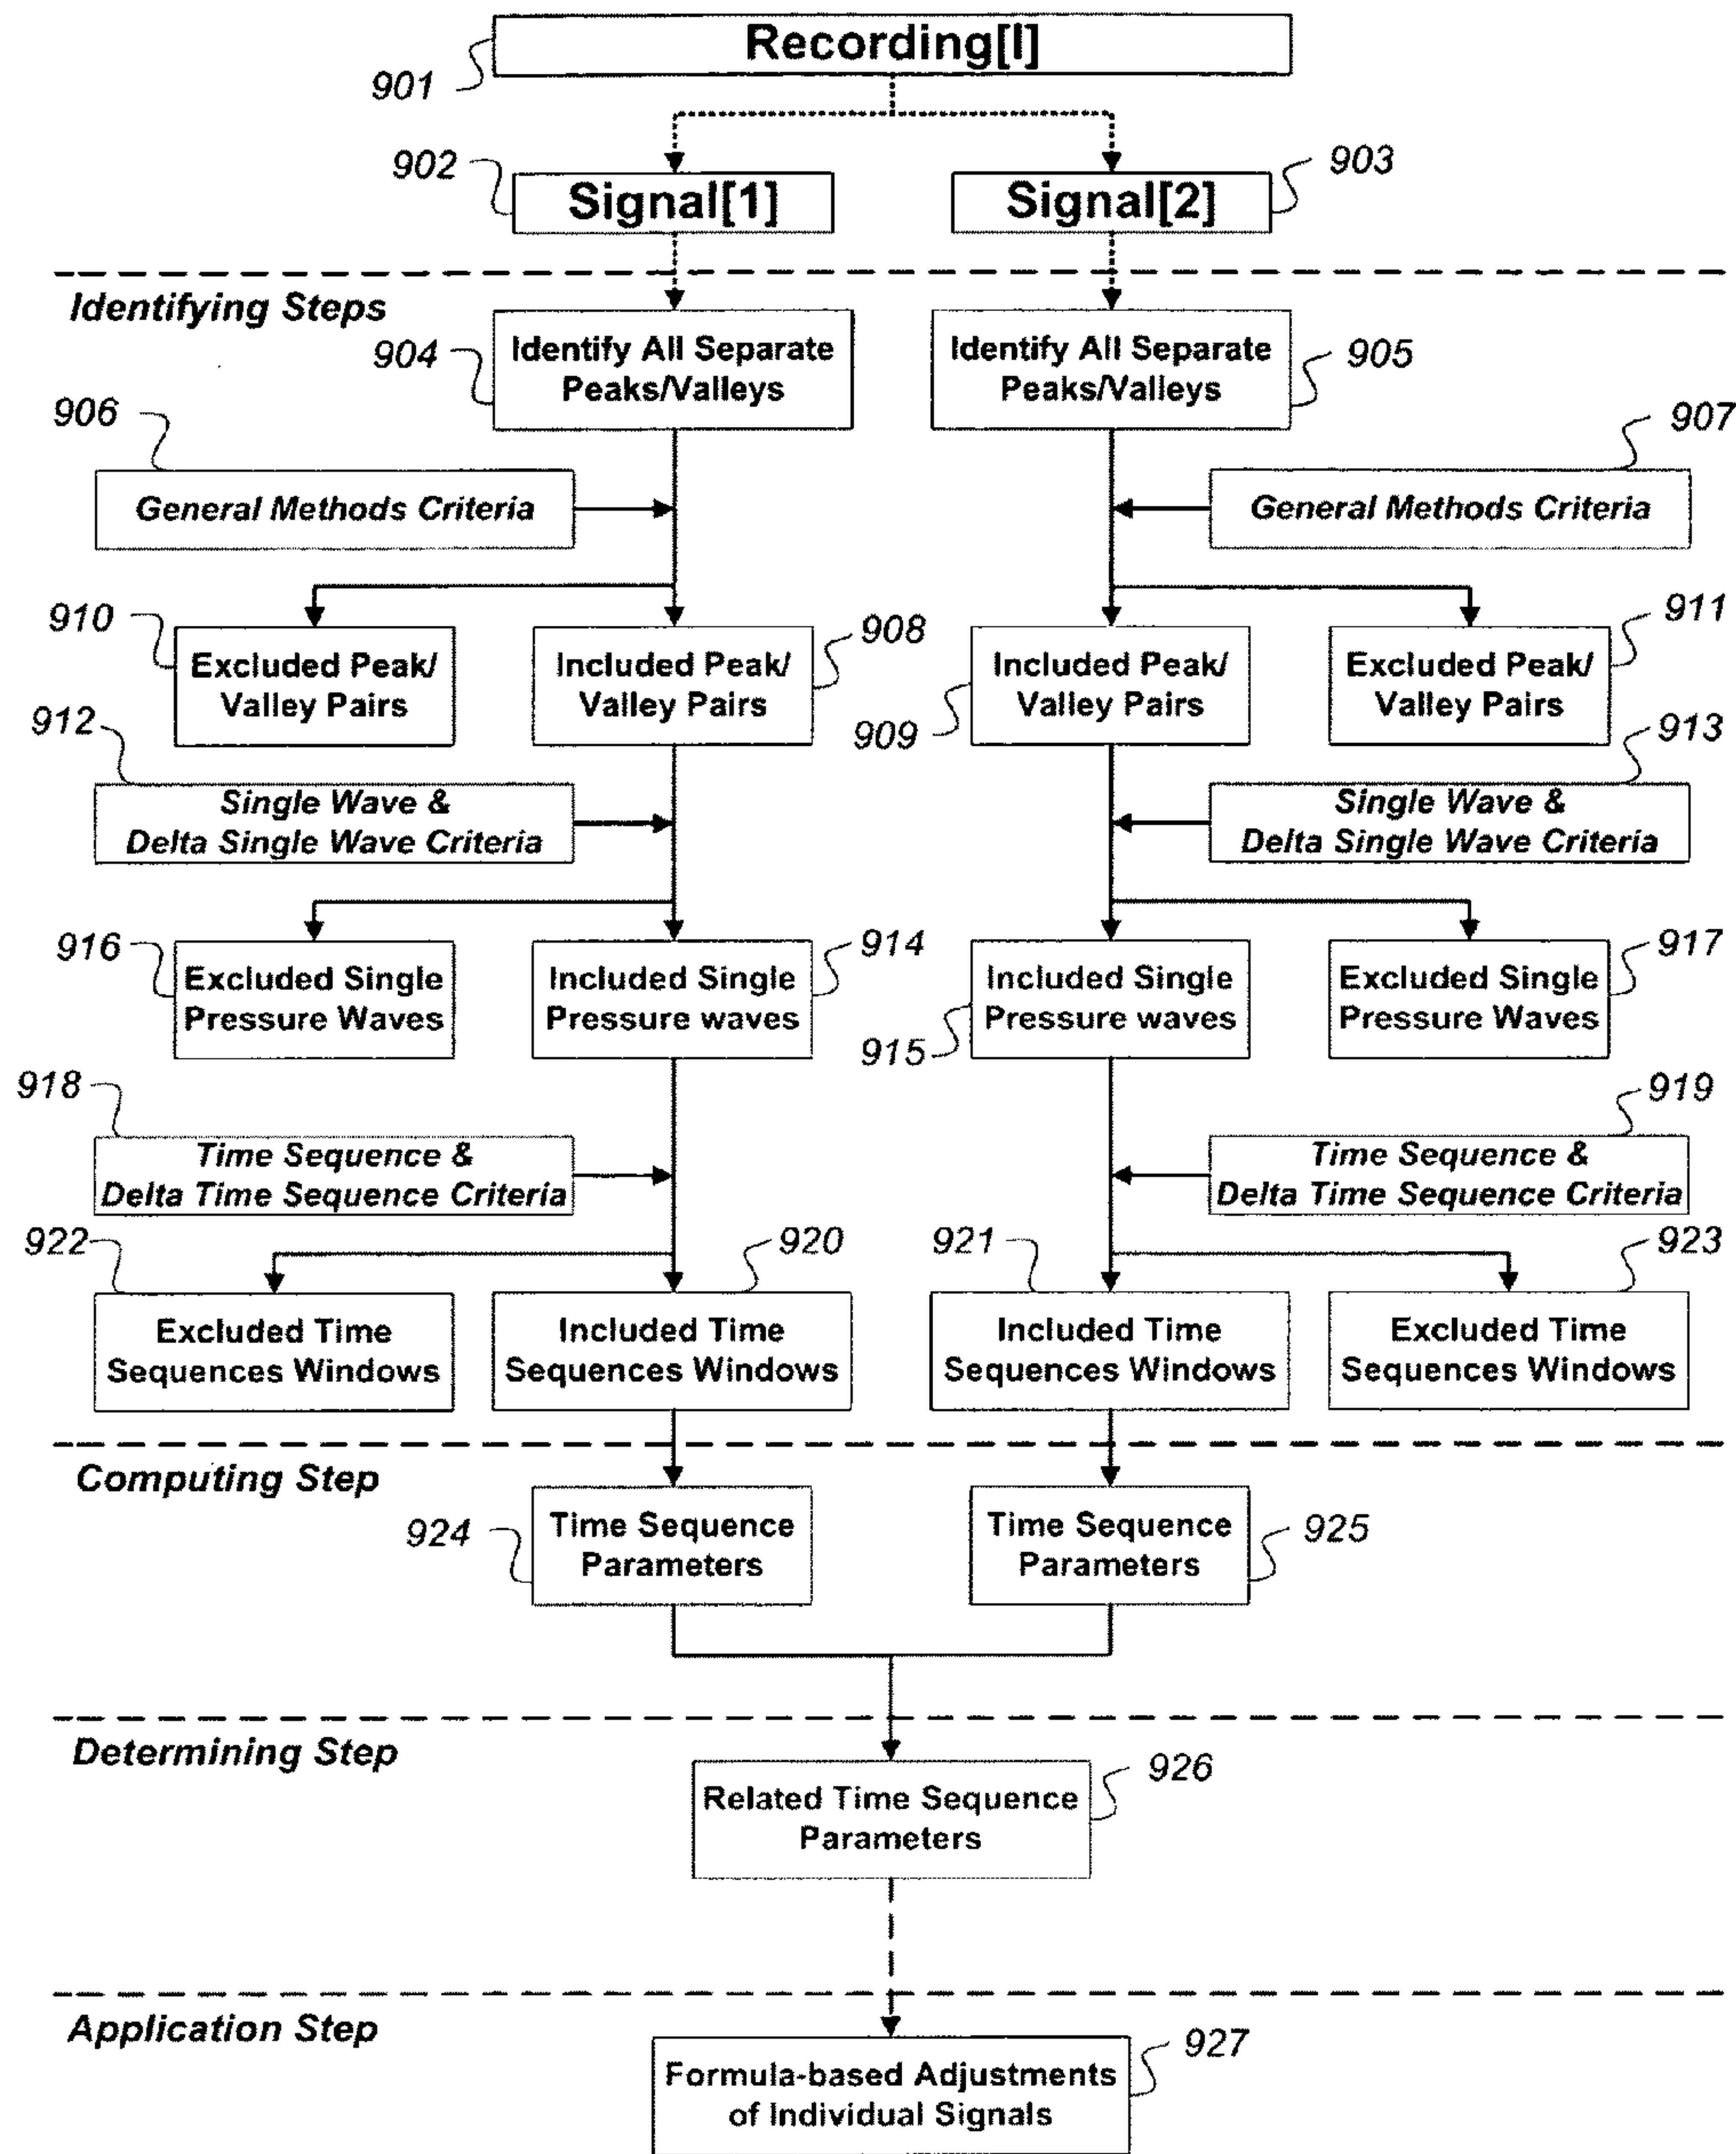 Recording[I]
901
902
903
Signal[1]
Signal[2]
Identifying Steps
904
Identify All Separate
Peaks/Valleys
Identify All Separate
Peaks/Valleys
905
906
907
General Methods Criteria
General Methods Criteria
910
908
911
Excluded Peak/
Valley Pairs
Included Peak/
Valley Pairs
Included Peak/
Valley Pairs
Excluded Peak/
Valley Pairs
909
912
913
Single Wave &
Delta Single Wave Criteria
Single Wave &
Delta Single Wave Criteria
916
914
917
Excluded Single
Pressure Waves
Included Single
Pressure waves
Included Single
Pressure waves
Excluded Single
Pressure Waves
915
918
919
Time Sequence &
Delta Time Sequence Criteria
Time Sequence &
Delta Time Sequence Criteria
922
920
921
923
Excluded Time
Sequences Windows
Included Time
Sequences Windows
Included Time
Sequences Windows
Excluded Time
Sequences Windows
Computing Step
924
Time Sequence
Parameters
Time Sequence
Parameters
925
Determining Step
926
Related Time Sequence
Parameters
Application Step
927
Formula-based Adjustments
of Individual Signals